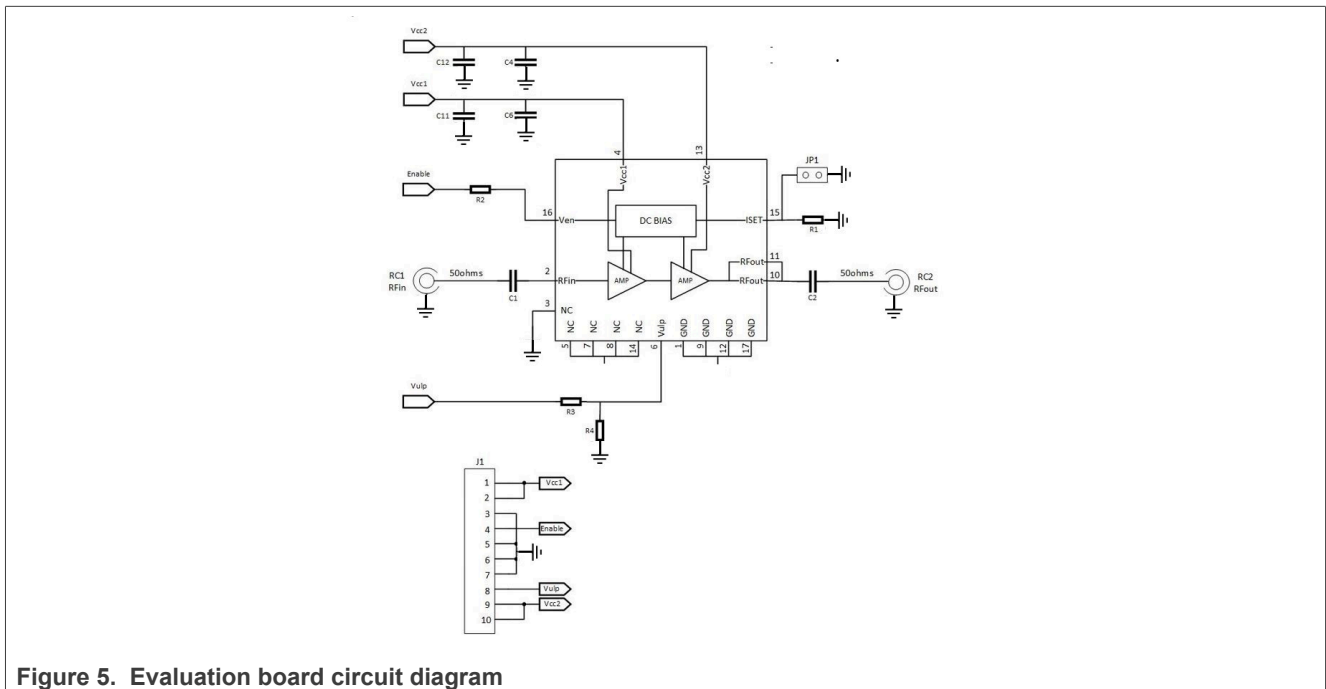 Vcc2
C12
C4
Vcc1
C11
C6
4
13
Vcc1
Vcc2
JP1
Enable
R2
16
Ven
DC BIAS
ISET
15
R1
RC1
RFin
50ohms
C1
2
RFin
AMP
AMP
RFout
11
RFout
10
C2
50ohms
RC2
RFout
3
NC
NC
NC
NC
NC
Vulp
GND
GND
GND
GND
5
7
8
14
6
1
9
12
17
Vulp
R3
R4
J1
1
Vcc1
2
3
4
Enable
5
6
7
8
Vulp
9
Vcc2
10
Figure 5. Evaluation board circuit diagram